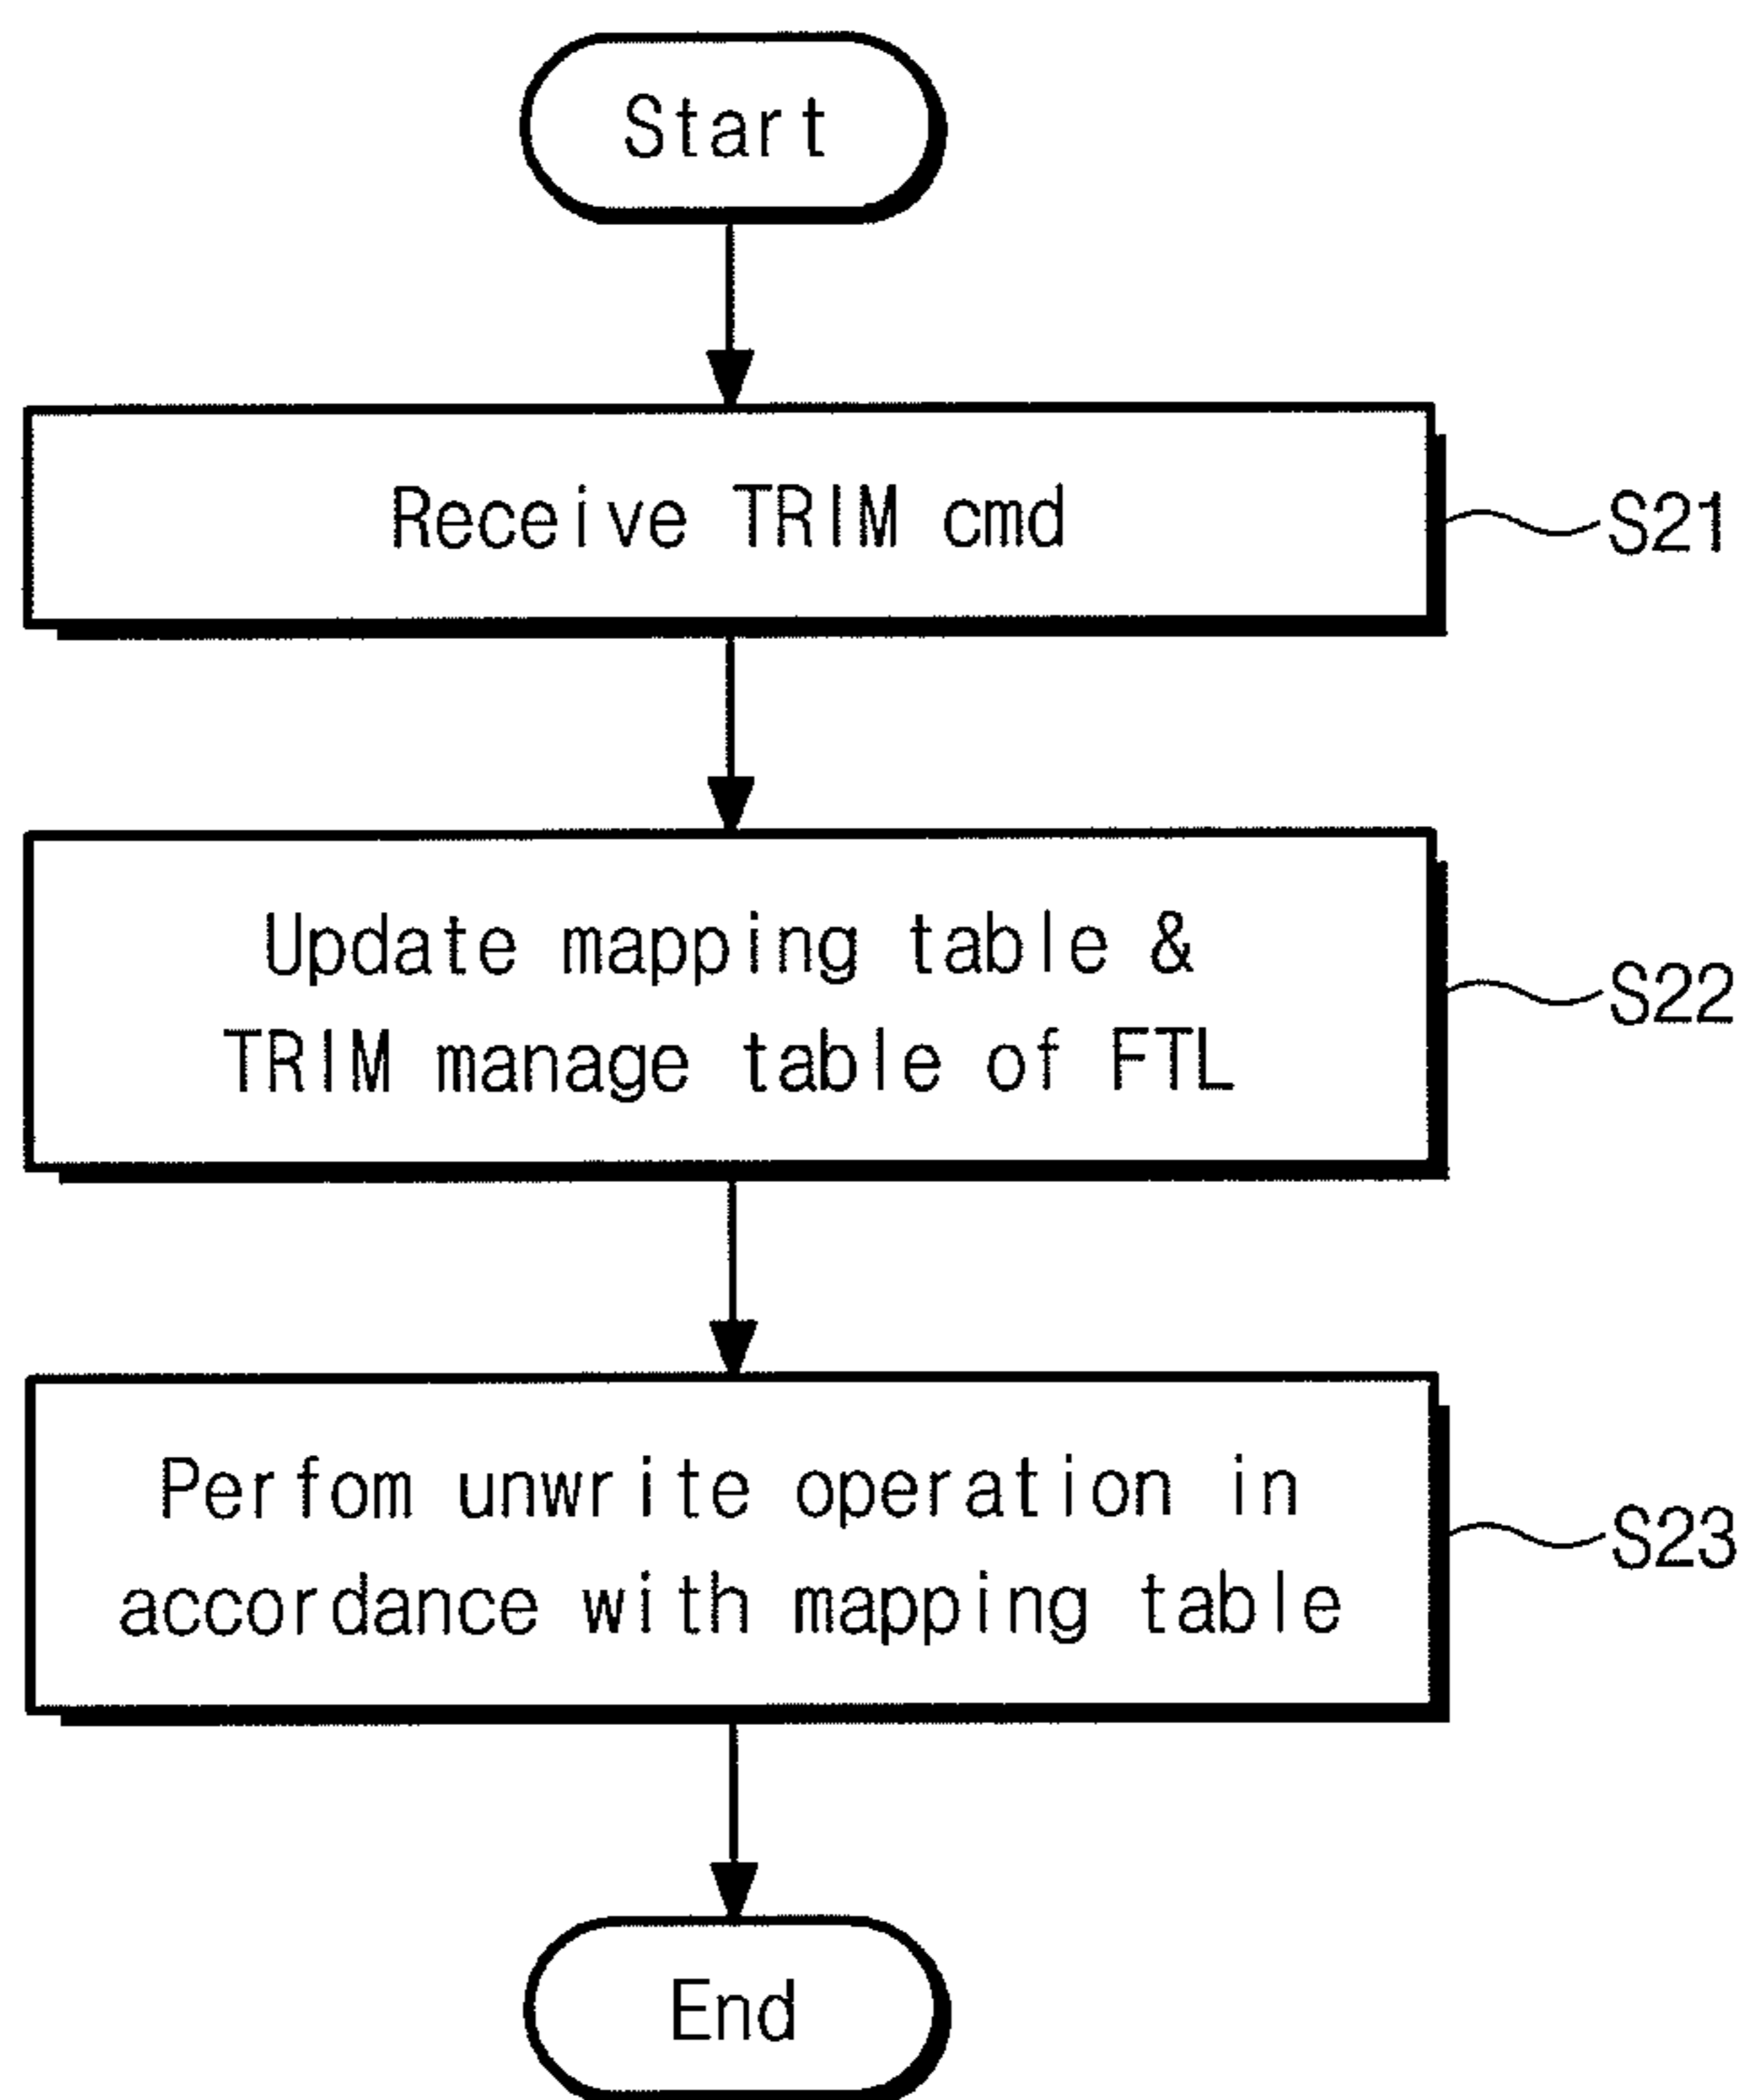 Start
Receive TRIM cmd
S21
Update mapping table &
TRIM manage table of FTL
S22
Perfom unwrite operation in
accordance with mapping table
S23
End